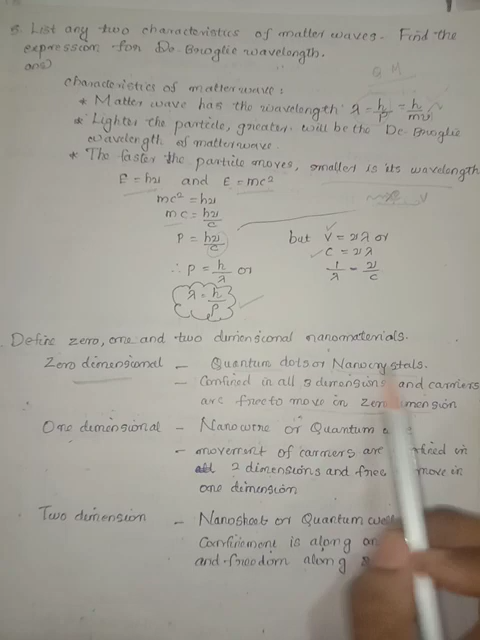 5. List any two characteristics of matter waves. Find the
expression for De-Broglie wavelength.
ans
characteristics of matterwave:
* Matter wave has the wavelength λ = h/p = h/mv
* Lighter the particle, greater will be the De-Broglie
wavelength of matterwave.
* The faster the particle moves, smaller is its wavelength
E = hν and E = mc²
mc² = hν
mc = hν/c
P = hν/c but V = νλ or
C = νλ
∴ P = h/λ or 1/λ = ν/c
λ = h/p
Define zero, one and two dimensional nanomaterials.
Zero dimensional – Quantum dots or Nanocrystals.
– Confined in all 3 dimensions and carriers
are free to move in zero dimension
One dimensional – Nanowire or Quantum
– movement of carriers are in
2 dimensions and free move in
one dimension
Two dimension – Nanosheet or Quantum
Confinement is along
and freedom along